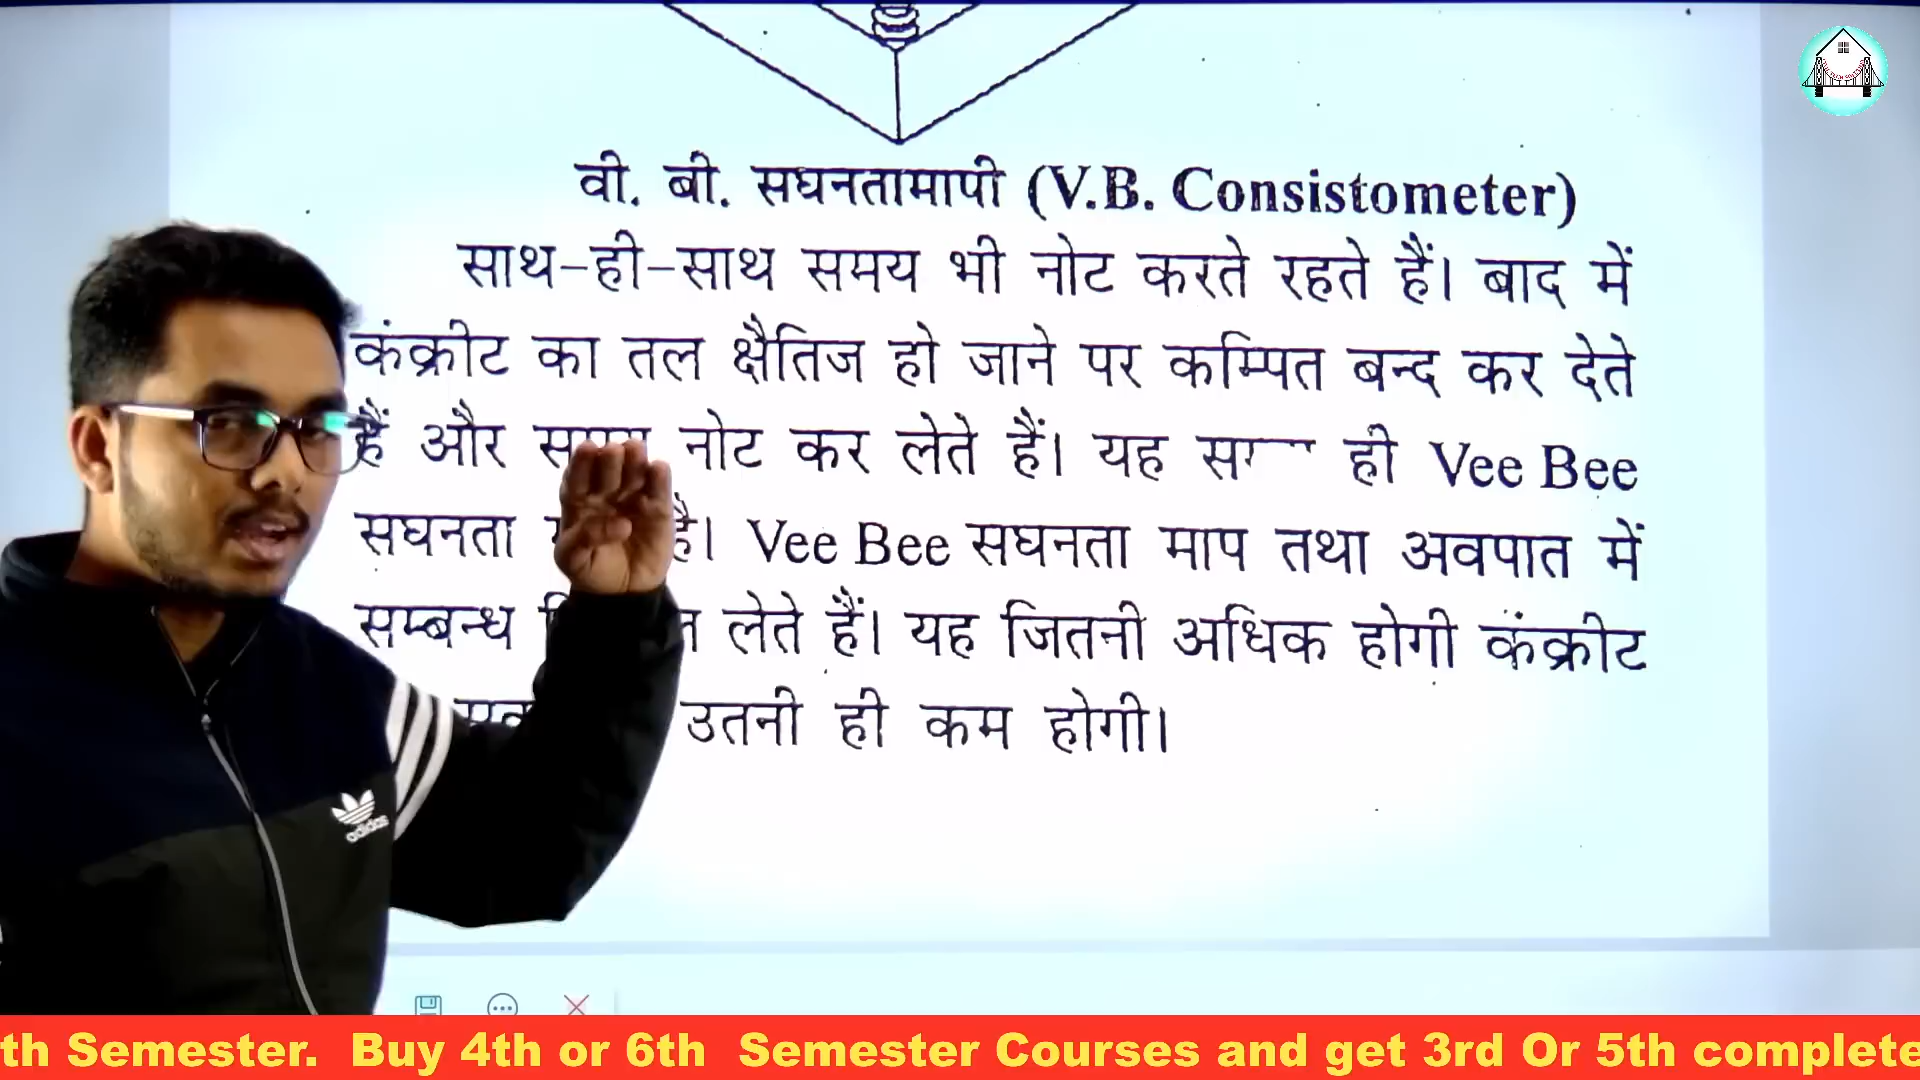 वी. बी. सघनतामापी (V.B. Consistometer)
साथ-ही-साथ समय भी नोट करते रहते हैं। बाद में
कंक्रीट का तल क्षैतिज हो जाने पर कम्पित बन्द कर देते
हैं और नोट कर लेते हैं। यह ही Vee Bee
सघनता है। Vee Bee सघनता माप तथा अवपात में
सम्बन्ध लेते हैं। यह जितनी अधिक होगी कंक्रीट
उतनी ही कम होगी।
adidas
th Semester. Buy 4th or 6th Semester Courses and get 3rd Or 5th complete